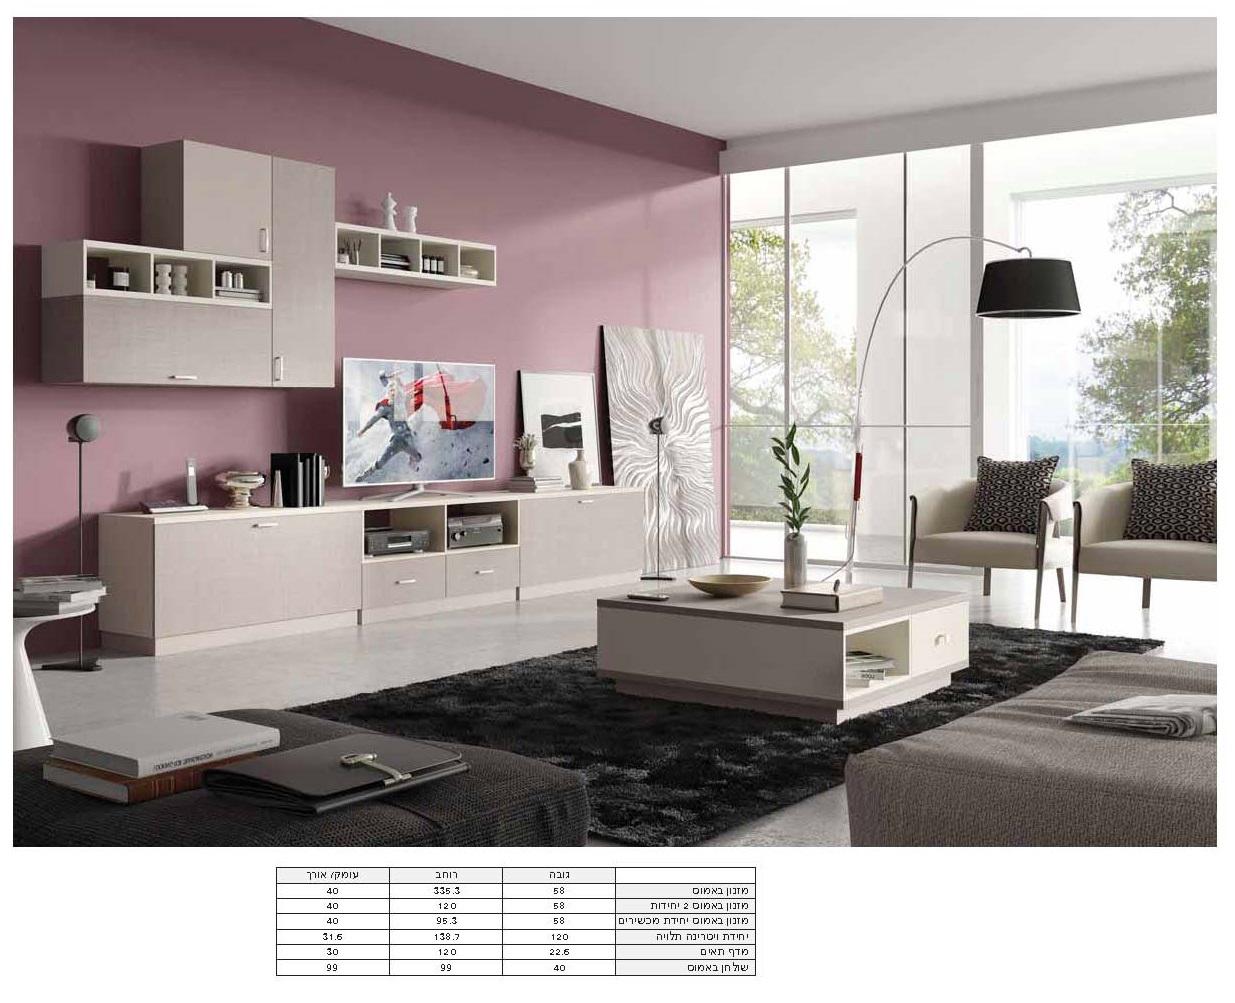 גובה רוחב עומק/ אורך
מזנון באמוס 58 335.3 40
מזנון באמוס 2 יחידות 58 120 40
מזנון באמוס יחידת מכשירים 58 95.3 40
יחידת ויטרינה תלויה 120 138.7 31.6
מדף תאים 22.6 120 30
שולחן באמוס 40 99 99